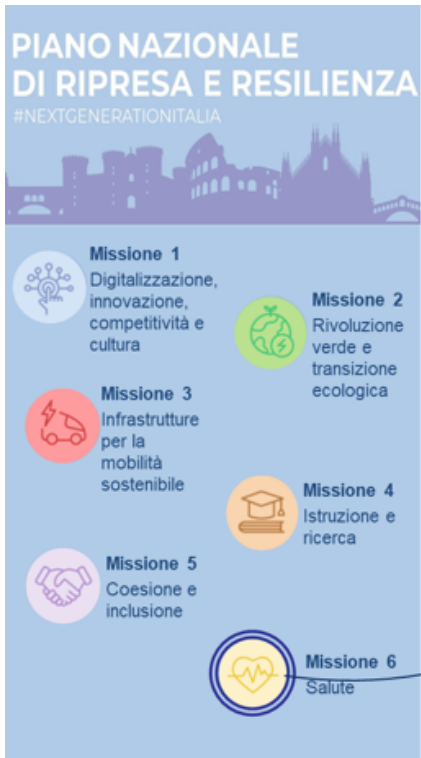 PIANO NAZIONALE
DI RIPRESA E RESILIENZA
#NEXTGENERATIONITALIA
Missione 1
Digitalizzazione,
innovazione,
competitività e
cultura
Missione 2
Rivoluzione
verde e
transizione
ecologica
Missione 3
Infrastrutture
per la
mobilità
sostenibile
Missione 4
Istruzione e
ricerca
Missione 5
Coesione e
inclusione
Missione 6
Salute